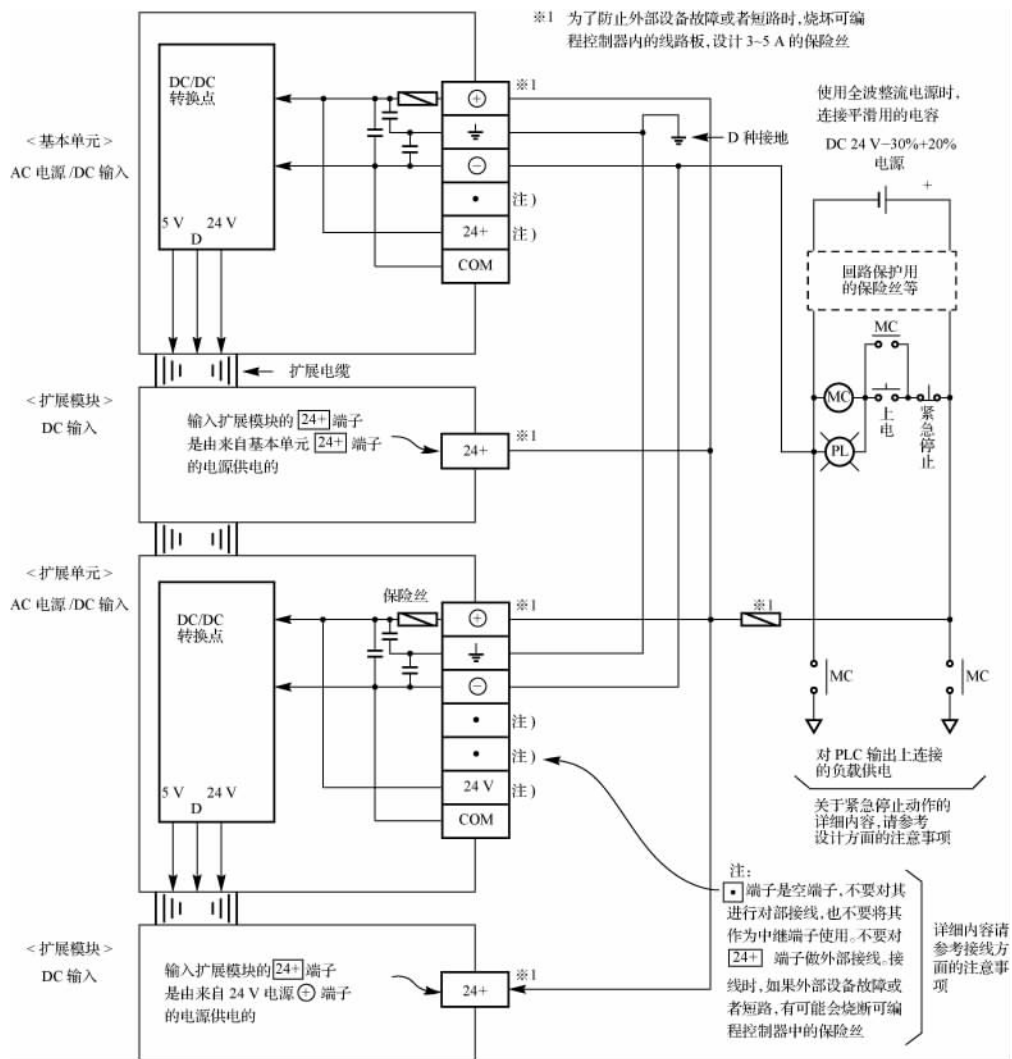 ※1 为了防止外部设备故障或者短路时,烧坏可编
程控制器内的线路板,设计 3~5 A 的保险丝
<基本单元>
AC 电源 /DC 输入
DC/DC
转换点
5 V
24 V
D
⊕
※1
⏚
⊖
•
注)
24+
注)
COM
D 种接地
使用全波整流电源时,
连接平滑用的电容
DC 24 V−30%+20%
电源
+
回路保护用
的保险丝等
MC
MC
上电
紧急停止
PL
扩展电缆
<扩展模块>
DC 输入
输入扩展模块的 24+ 端子
是由来自基本单元 24+ 端子
的电源供电的
24+
※1
<扩展单元>
AC 电源 /DC 输入
DC/DC
转换点
5 V
24 V
D
保险丝
⊕
※1
⏚
⊖
•
注)
•
注)
24 V
注)
COM
※1
MC
MC
对 PLC 输出上连接
的负载供电
关于紧急停止动作的
详细内容,请参考
设计方面的注意事项
<扩展模块>
DC 输入
输入扩展模块的 24+ 端子
是由来自 24 V 电源 ⊕ 端子
的电源供电的
24+
※1
注:
• 端子是空端子,不要对其
进行对部接线,也不要将其
作为中继端子使用。不要对
24+ 端子做外部接线。接
线时,如果外部设备故障或
者短路,有可能会烧断可编
程控制器中的保险丝
详细内容请
参考接线方
面的注意事
项